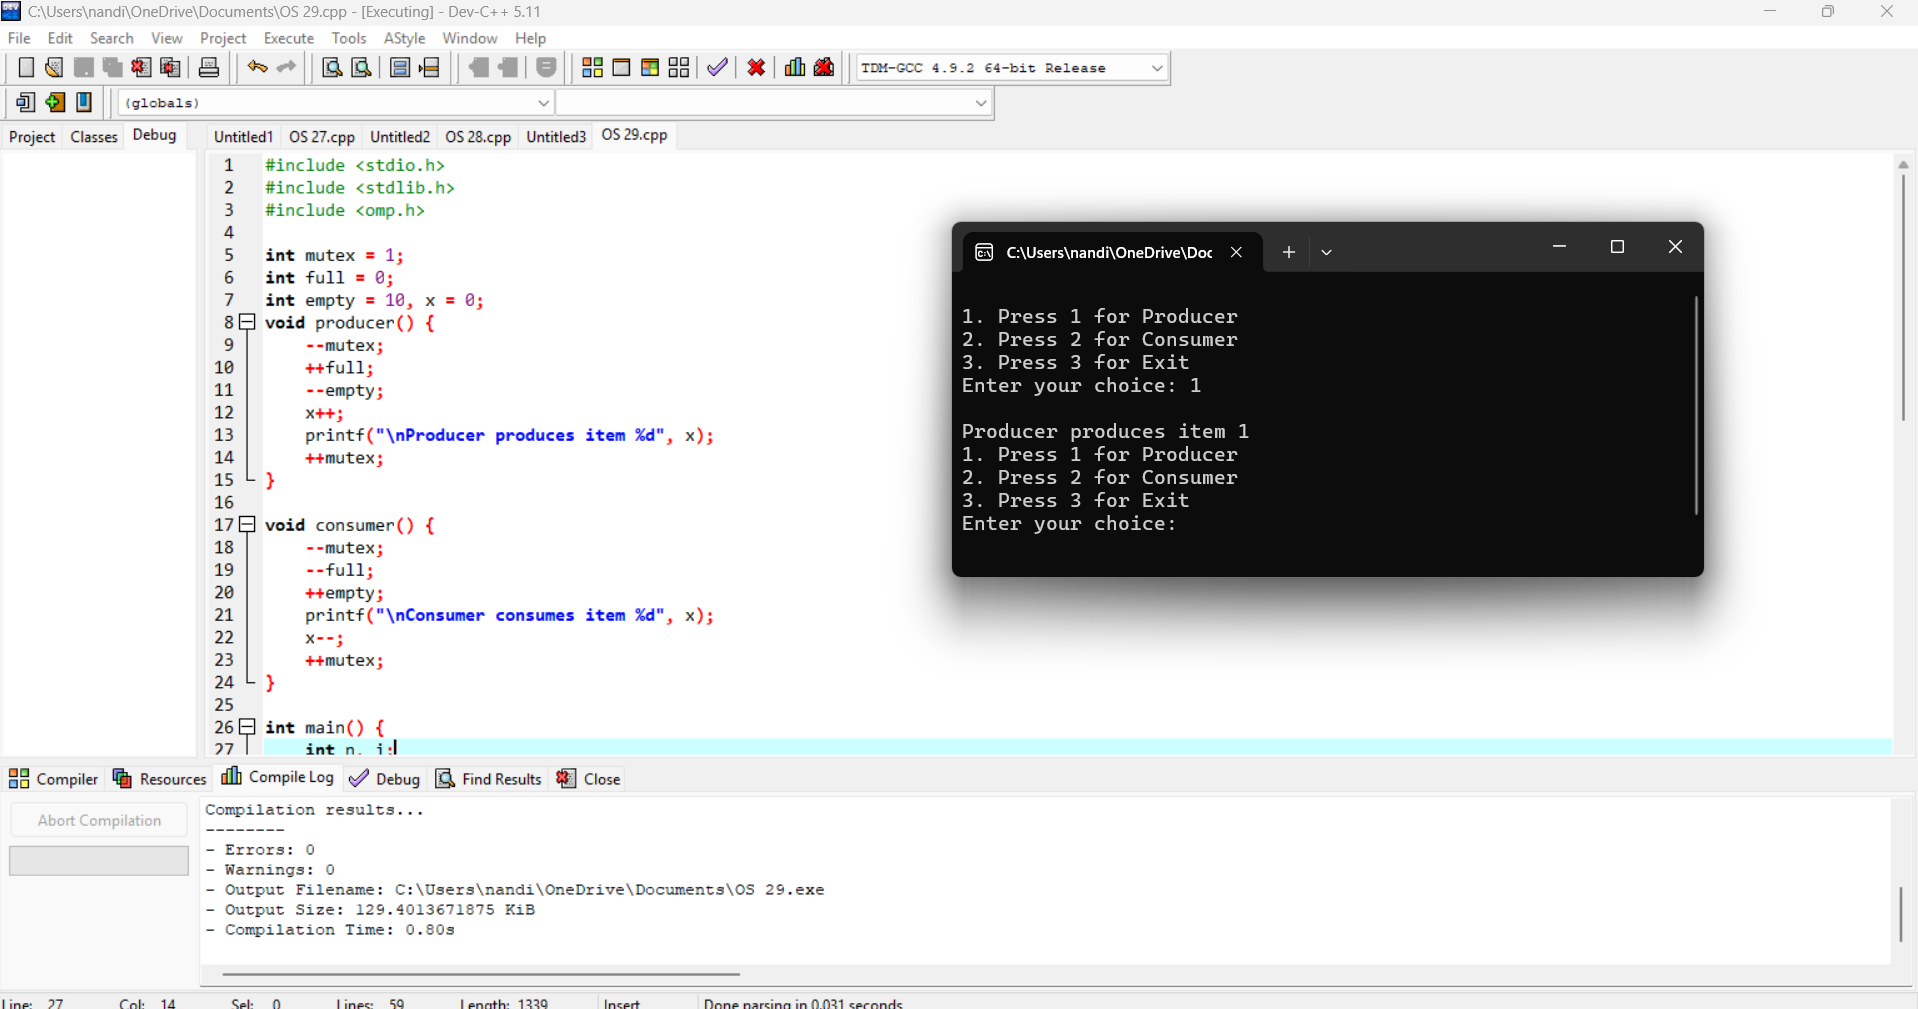 C:\Users\nandi\OneDrive\Documents\OS 29.cpp - [Executing] - Dev-C++ 5.11
File Edit Search View Project Execute Tools AStyle Window Help
TDM-GCC 4.9.2 64-bit Release
(globals)
Project Classes Debug
Untitled1 OS 27.cpp Untitled2 OS 28.cpp Untitled3 OS 29.cpp
1 #include <stdio.h>
2 #include <stdlib.h>
3 #include <omp.h>
4
5 int mutex = 1;
6 int full = 0;
7 int empty = 10, x = 0;
8 void producer() {
9 --mutex;
10 ++full;
11 --empty;
12 x++;
13 printf("\nProducer produces item %d", x);
14 ++mutex;
15 }
16
17 void consumer() {
18 --mutex;
19 --full;
20 ++empty;
21 printf("\nConsumer consumes item %d", x);
22 x--;
23 ++mutex;
24 }
25
26 int main() {
27 int n, i;
C:\Users\nandi\OneDrive\Doc
1. Press 1 for Producer
2. Press 2 for Consumer
3. Press 3 for Exit
Enter your choice: 1
Producer produces item 1
1. Press 1 for Producer
2. Press 2 for Consumer
3. Press 3 for Exit
Enter your choice:
Compiler Resources Compile Log Debug Find Results Close
Abort Compilation
Compilation results...
--------
- Errors: 0
- Warnings: 0
- Output Filename: C:\Users\nandi\OneDrive\Documents\OS 29.exe
- Output Size: 129.4013671875 KiB
- Compilation Time: 0.80s
Line: 27 Col: 14 Sel: 0 Lines: 59 Length: 1339 Insert Done parsing in 0.031 seconds